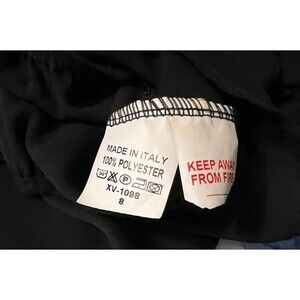 MADE IN ITALY
100% POLYESTER
P
XV-1098
8
KEEP AWAY
FROM FIRE